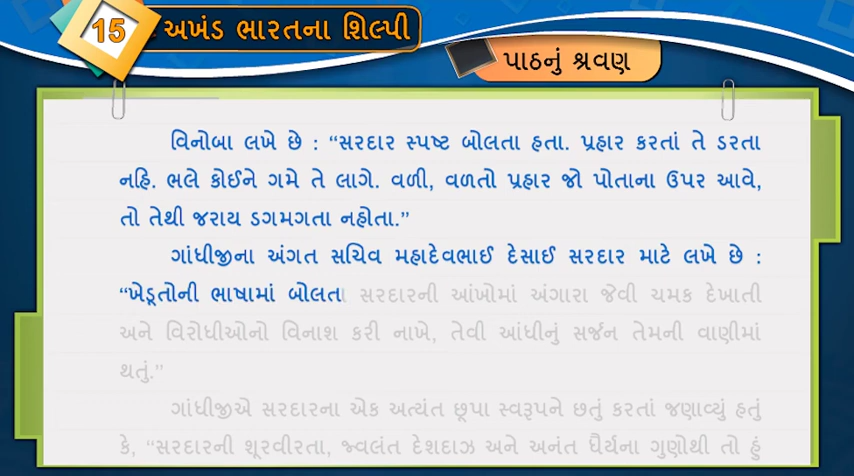 15 અખંડ ભારતના શિલ્પી
પાઠનું શ્રવણ
વિનોબા લખે છે : “સરદાર સ્પષ્ટ બોલતા હતા. પ્રહાર કરતાં તે ડરતા
નહિ. ભલે કોઈને ગમે તે લાગે. વળી, વળતો પ્રહાર જો પોતાના ઉપર આવે,
તો તેથી જરાય ડગમગતા નહોતા.”
ગાંધીજીના અંગત સચિવ મહાદેવભાઈ દેસાઈ સરદાર માટે લખે છે :
“ખેડૂતોની ભાષામાં બોલતા સરદારની આંખોમાં અંગારા જેવી ચમક દેખાતી
અને વિરોધીઓનો વિનાશ કરી નાખે, તેવી આંધીનું સર્જન તેમની વાણીમાં
થતું.”
ગાંધીજીએ સરદારના એક અત્યંત છૂપા સ્વરૂપને છતું કરતાં જણાવ્યું હતું
કે, “સરદારની શૂરવીરતા, જ્વલંત દેશદાઝ અને અનંત ધૈર્યના ગુણોથી તો હું